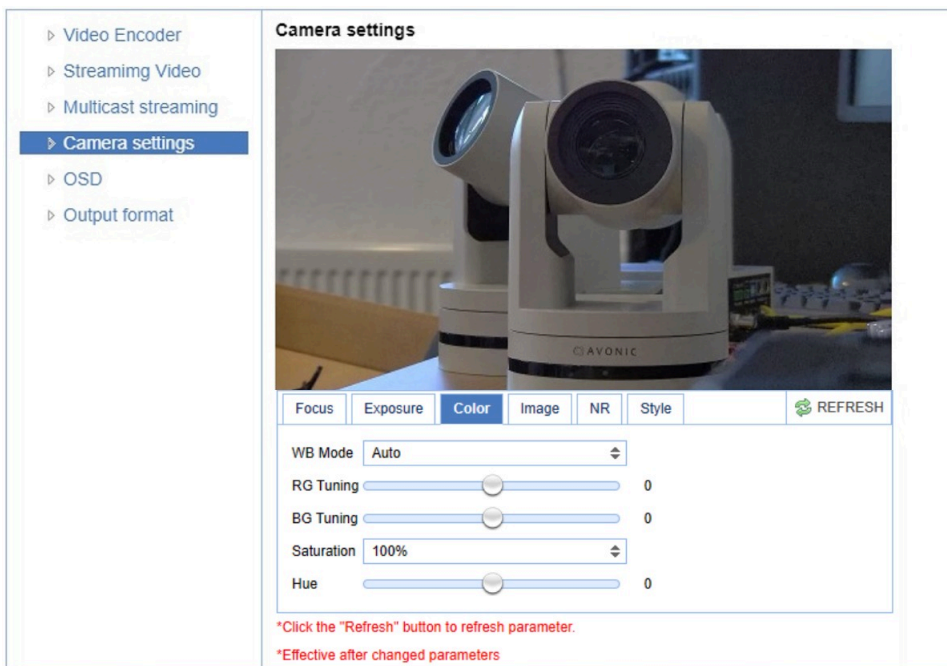 Camera settings
Video Encoder
Streamimg Video
Multicast streaming
Camera settings
OSD
Output format
AVONIC
Focus Exposure Color Image NR Style REFRESH
WB Mode Auto
RG Tuning 0
BG Tuning 0
Saturation 100%
Hue 0
*Click the "Refresh" button to refresh parameter.
*Effective after changed parameters